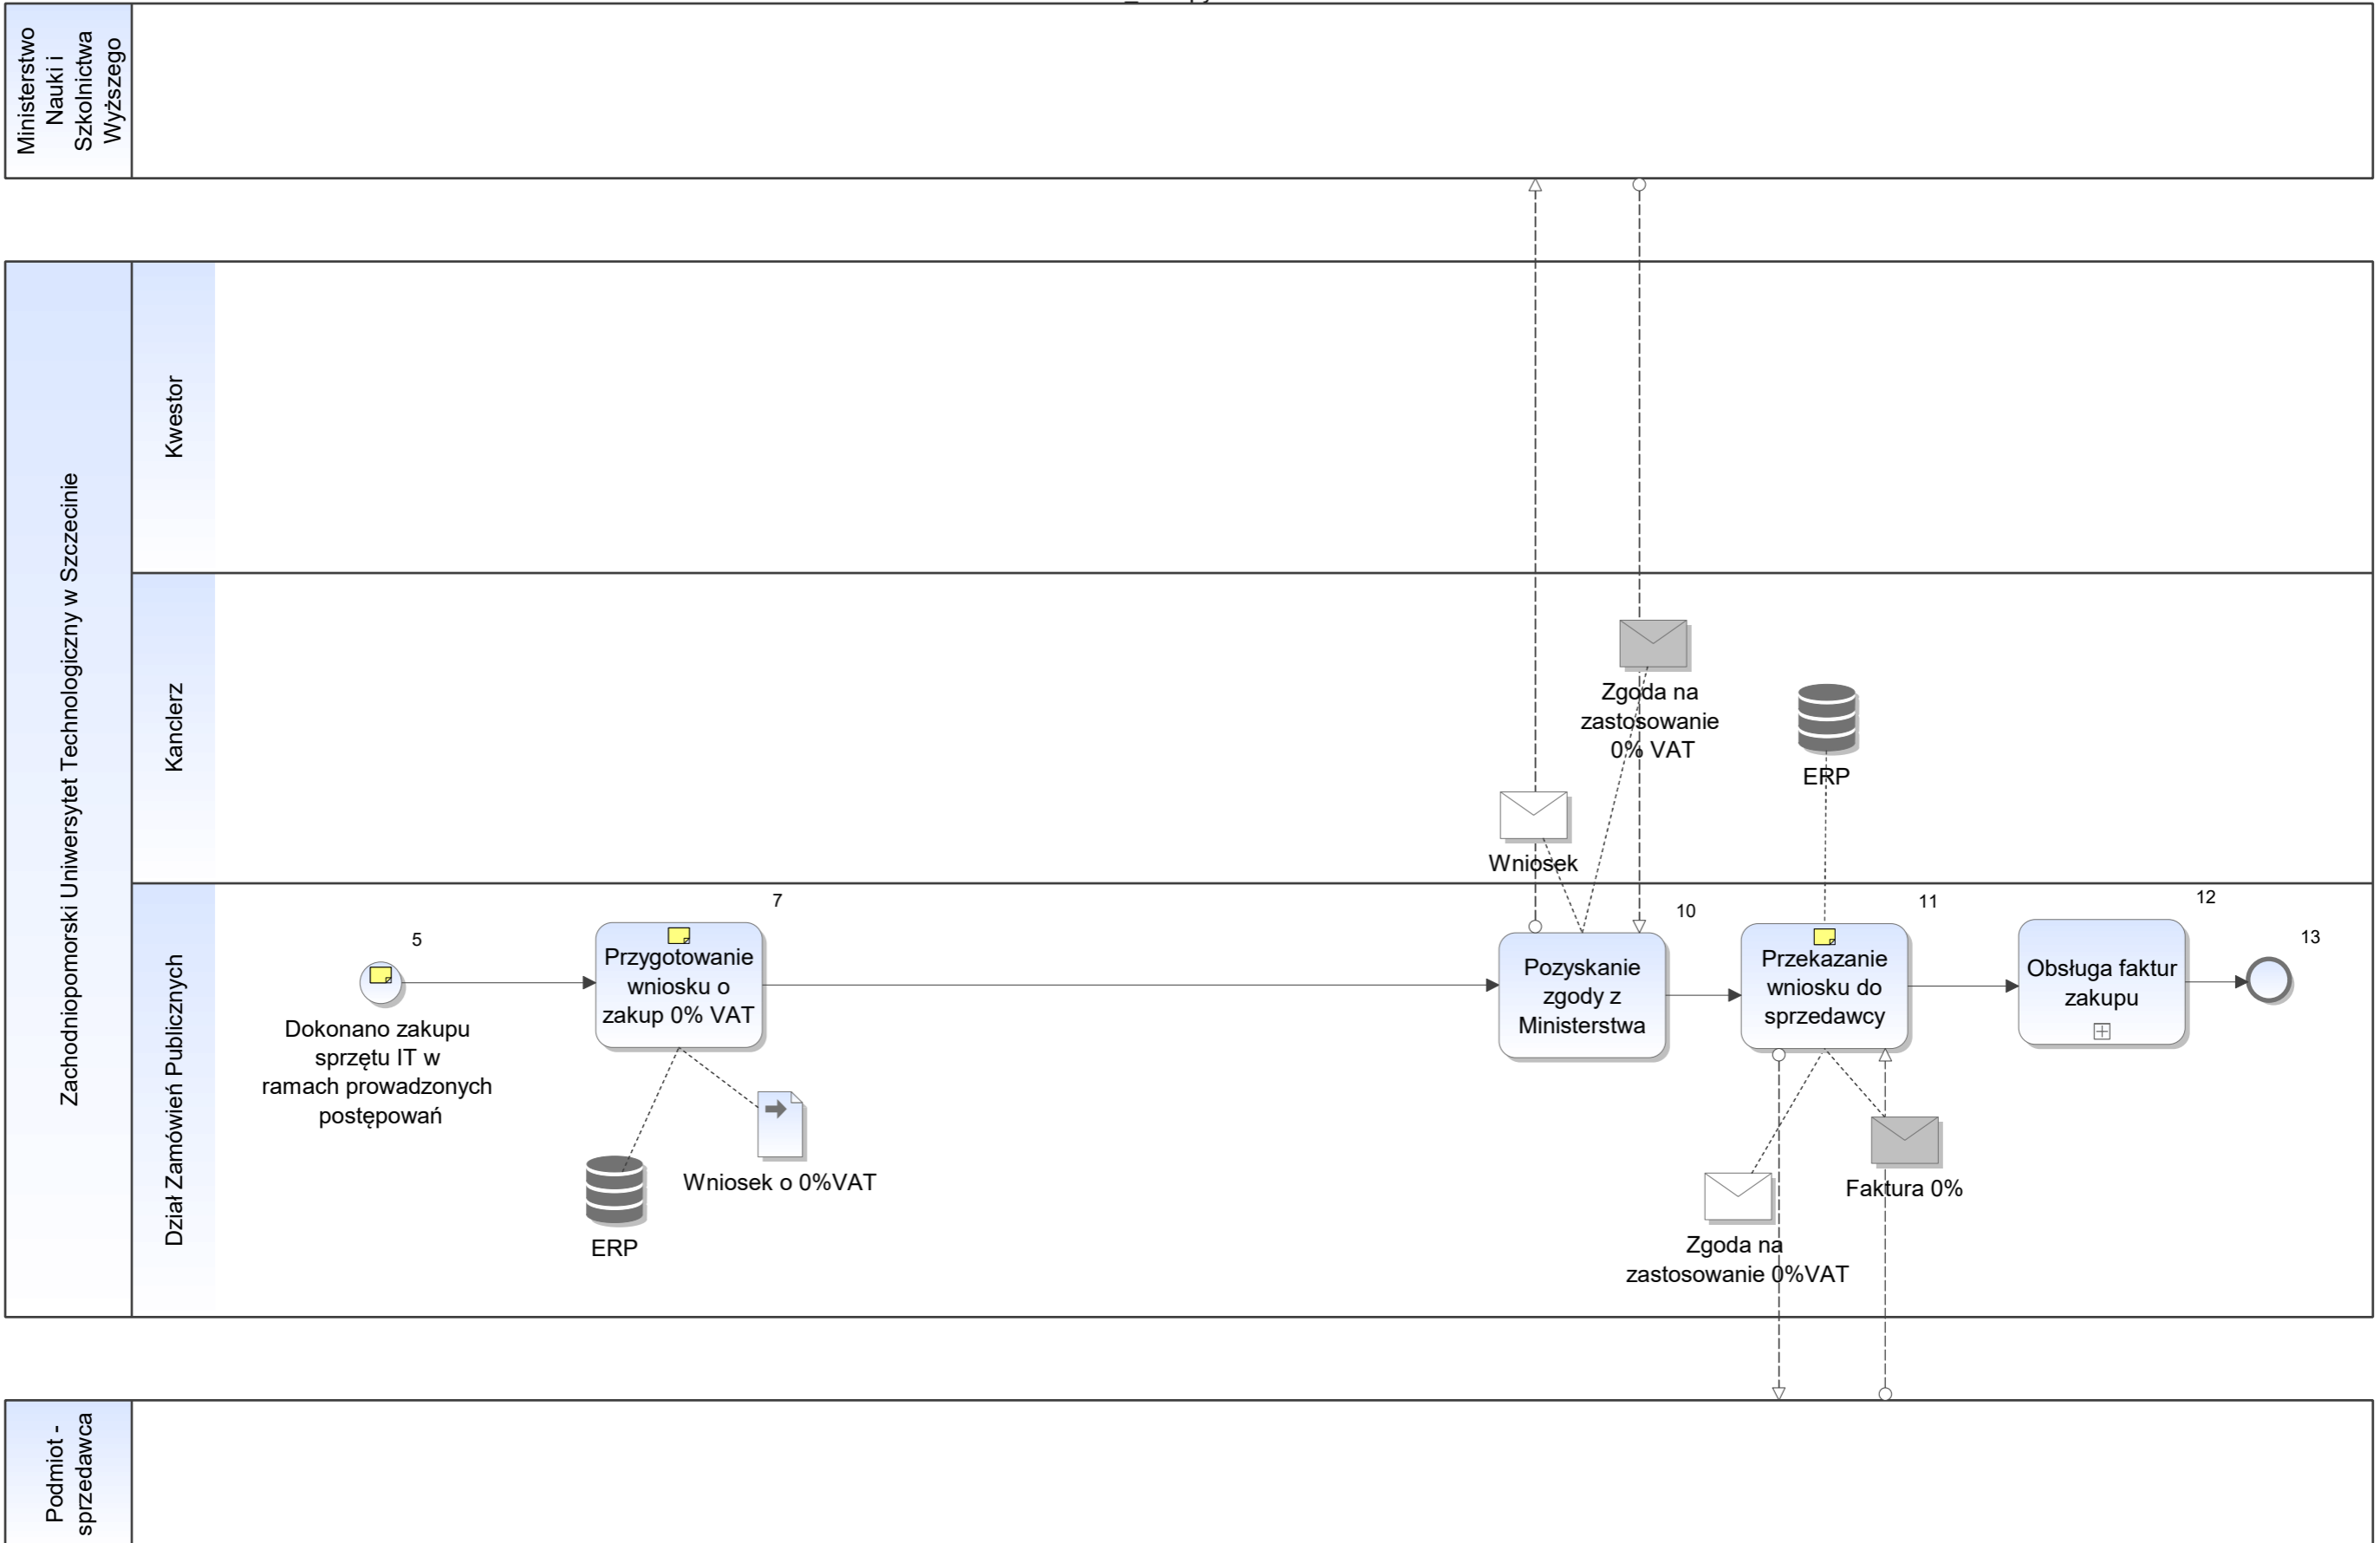 Ministerstwo
Nauki i
Szkolnictwa
Wyższego
Zachodniopomorski Uniwersytet Technologiczny w Szczecinie
Kwestor
Kanclerz
Zgoda na
zastosowanie
0% VAT
ERP
Wniosek
Dział Zamówień Publicznych
5
Dokonano zakupu
sprzętu IT w
ramach prowadzonych
postępowań
7
Przygotowanie
wniosku o
zakup 0% VAT
ERP
Wniosek o 0%VAT
10
Pozyskanie
zgody z
Ministerstwa
11
Przekazanie
wniosku do
sprzedawcy
12
Obsługa faktur
zakupu
13
Zgoda na
zastosowanie 0%VAT
Faktura 0%
Podmiot -
sprzedawca